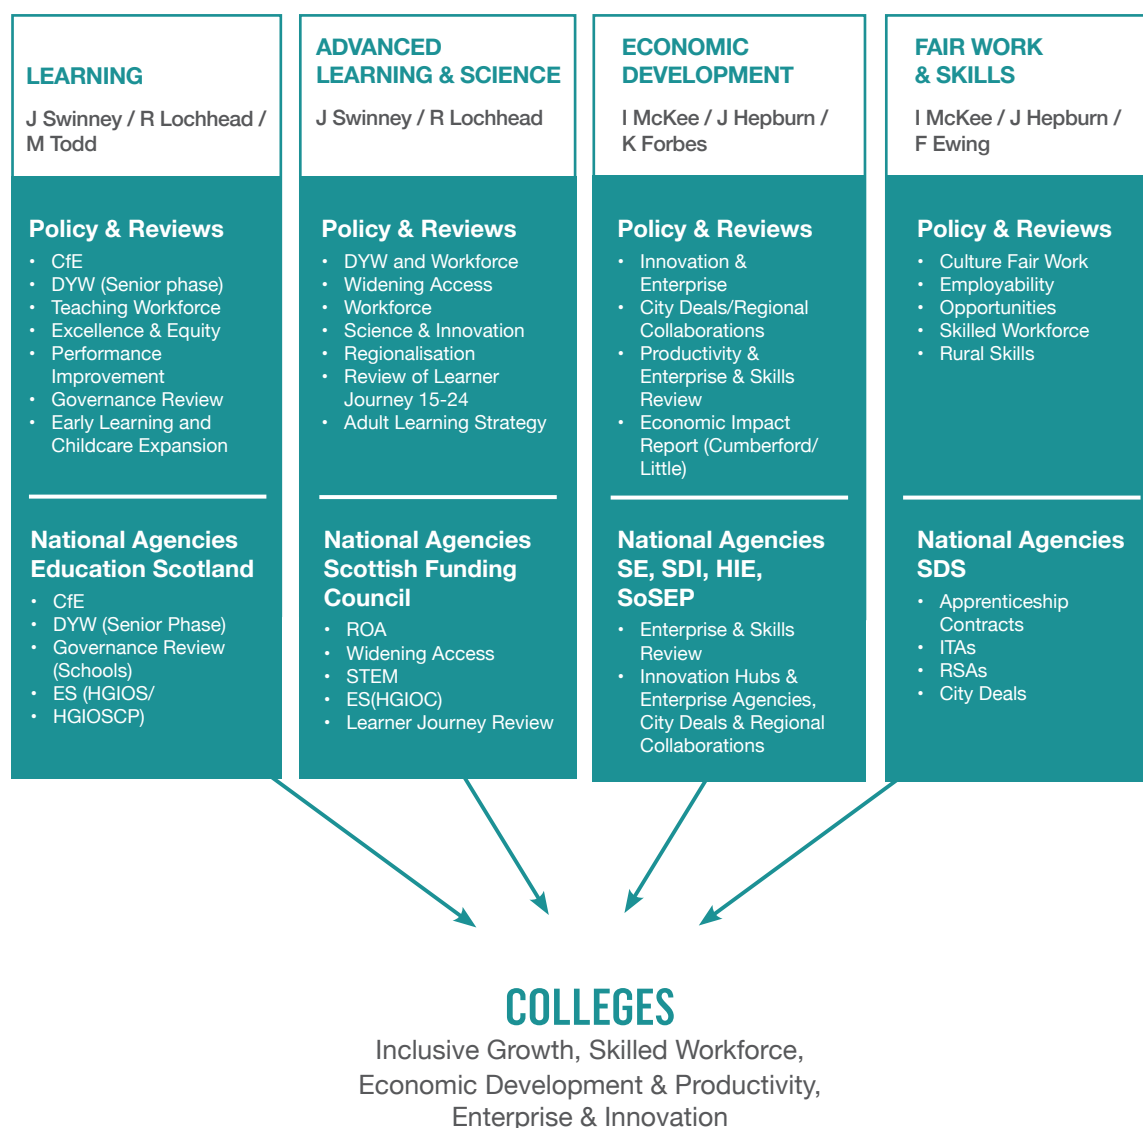 LEARNING
J Swinney / R Lochhead /
M Todd
Policy & Reviews
• CfE
• DYW (Senior phase)
• Teaching Workforce
• Excellence & Equity
• Performance
Improvement
• Governance Review
• Early Learning and
Childcare Expansion
National Agencies
Education Scotland
• CfE
• DYW (Senior Phase)
• Governance Review
(Schools)
• ES (HGIOS/
• HGIOSCP)
ADVANCED
LEARNING & SCIENCE
J Swinney / R Lochhead
Policy & Reviews
• DYW and Workforce
• Widening Access
• Workforce
• Science & Innovation
• Regionalisation
• Review of Learner
Journey 15-24
• Adult Learning Strategy
National Agencies
Scottish Funding
Council
• ROA
• Widening Access
• STEM
• ES(HGIOC)
• Learner Journey Review
ECONOMIC
DEVELOPMENT
I McKee / J Hepburn /
K Forbes
Policy & Reviews
• Innovation &
Enterprise
• City Deals/Regional
Collaborations
• Productivity &
Enterprise & Skills
Review
• Economic Impact
Report (Cumberford/
Little)
National Agencies
SE, SDI, HIE,
SoSEP
• Enterprise & Skills
Review
• Innovation Hubs &
Enterprise Agencies,
City Deals & Regional
Collaborations
FAIR WORK
& SKILLS
I McKee / J Hepburn /
F Ewing
Policy & Reviews
• Culture Fair Work
• Employability
• Opportunities
• Skilled Workforce
• Rural Skills
National Agencies
SDS
• Apprenticeship
Contracts
• ITAs
• RSAs
• City Deals
COLLEGES
Inclusive Growth, Skilled Workforce,
Economic Development & Productivity,
Enterprise & Innovation